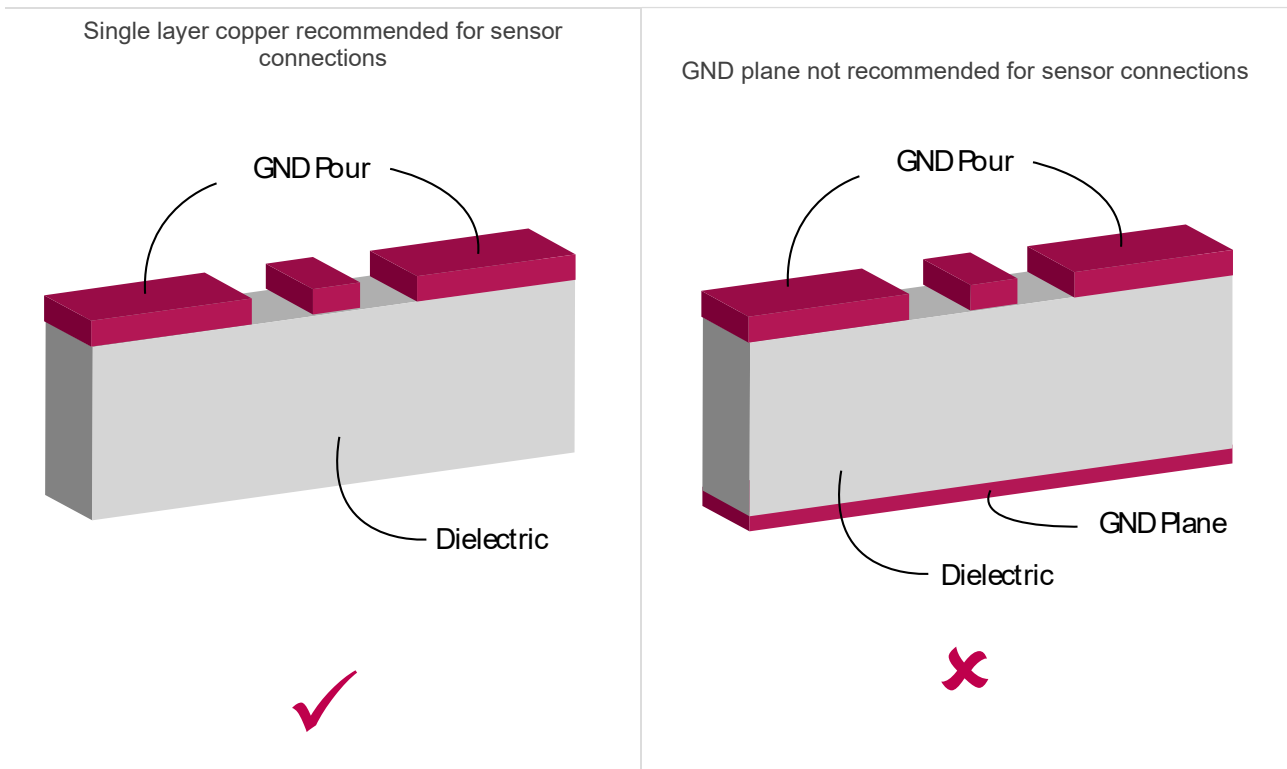 Single layer copper recommended for sensor
connections
GND Pour
Dielectric
GND plane not recommended for sensor connections
GND Pour
GND Plane
Dielectric